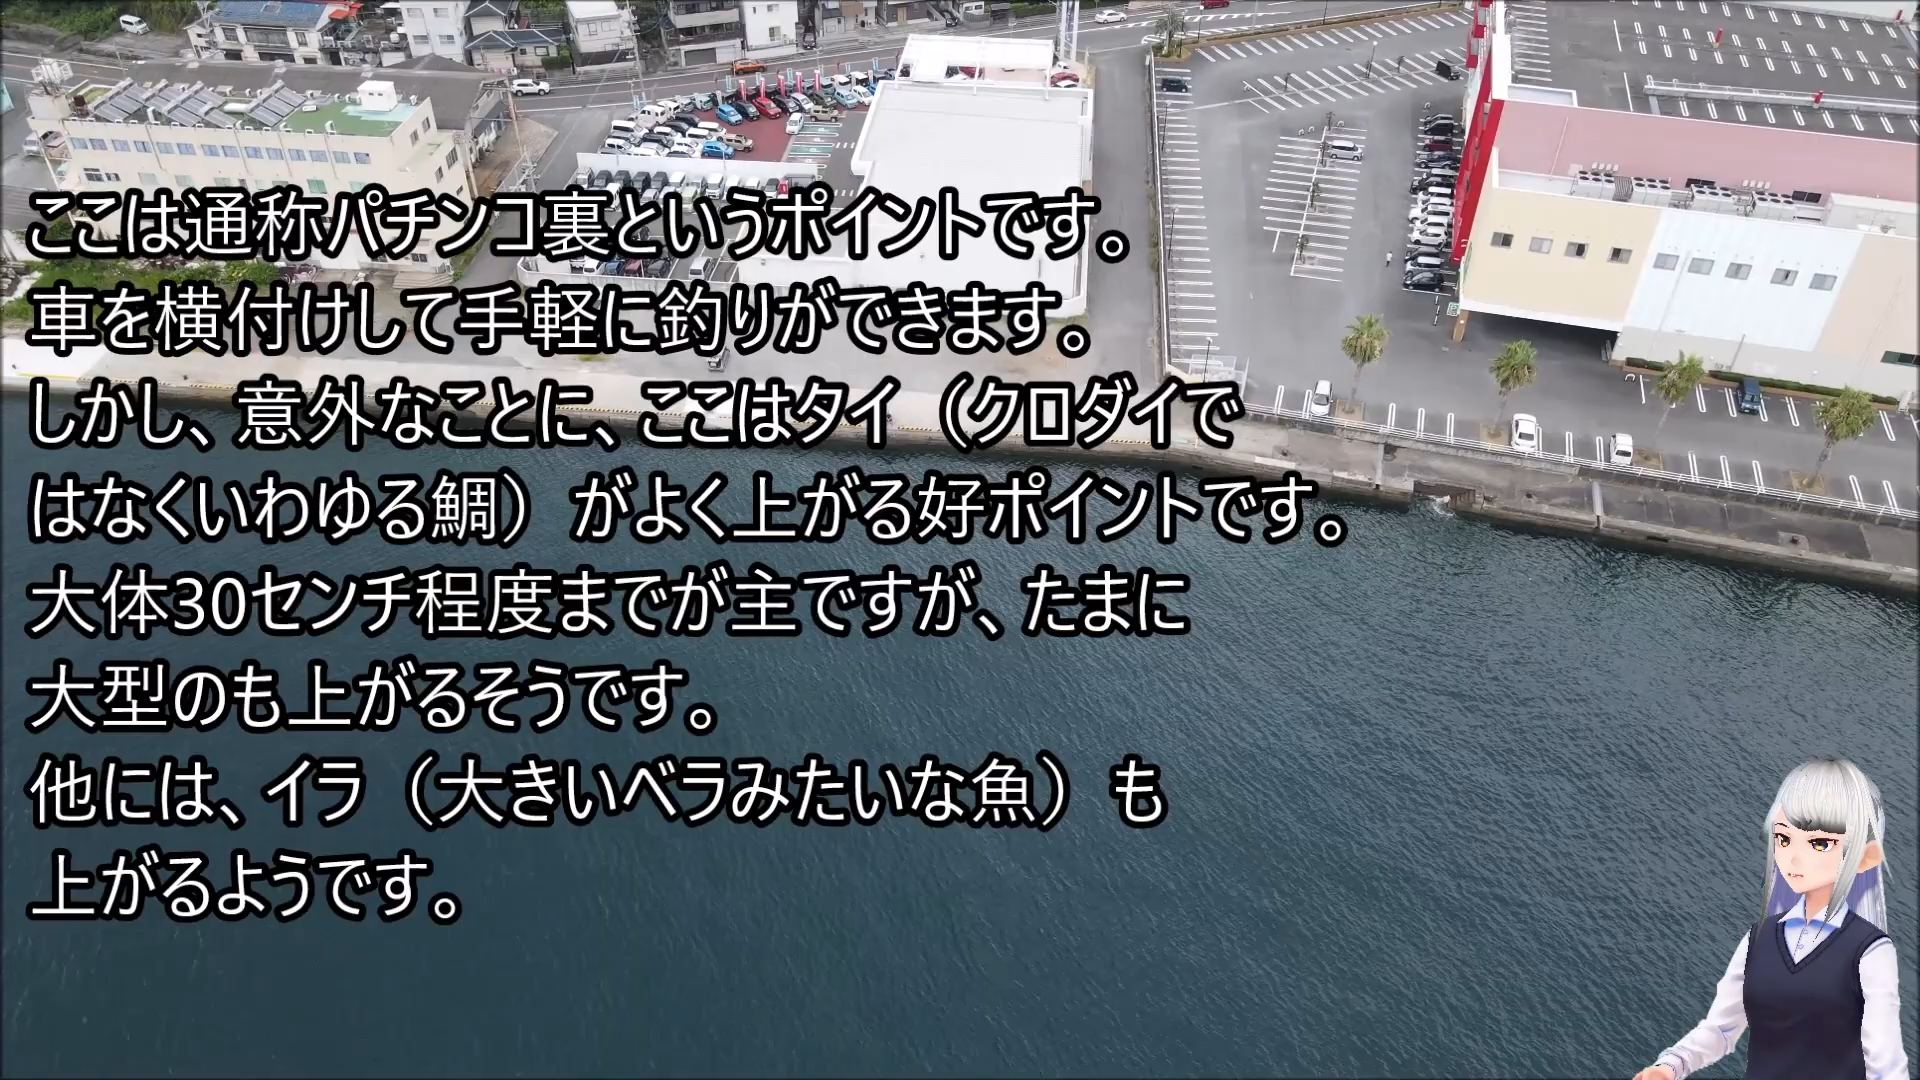 ここは通称パチンコ裏というポイントです。
車を横付けして手軽に釣りができます。
しかし、意外なことに、ここはタイ（クロダイで
はなくいわゆる鯛）がよく上がる好ポイントです。
大体30センチ程度までが主ですが、たまに
大型のも上がるそうです。
他には、イラ（大きいベラみたいな魚）も
上がるようです。